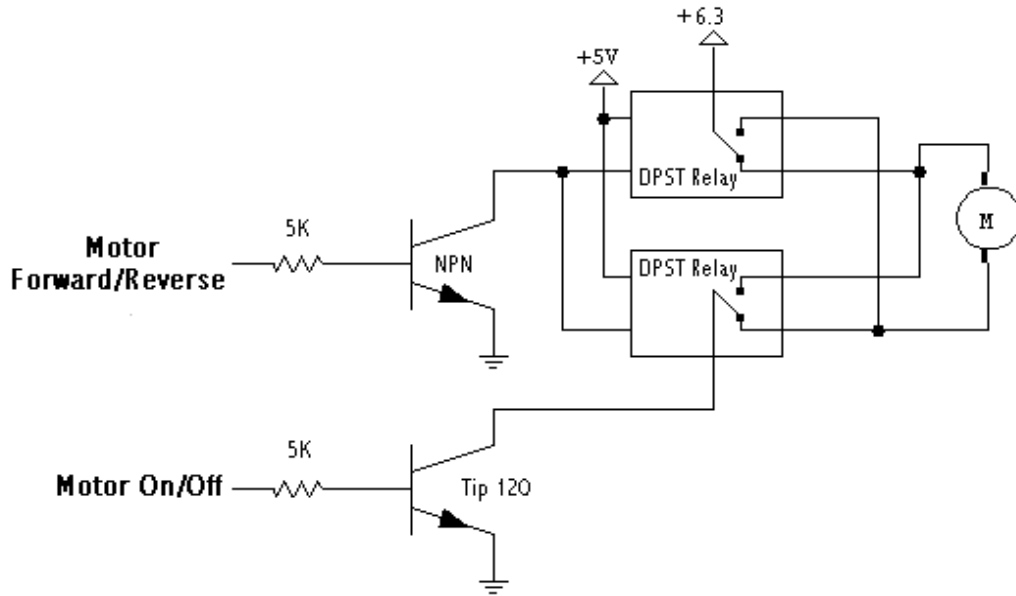 +6.3
+5V
DPST Relay
5K
Motor
Forward/Reverse
NPN
DPST Relay
M
5K
Motor On/Off
Tip 120